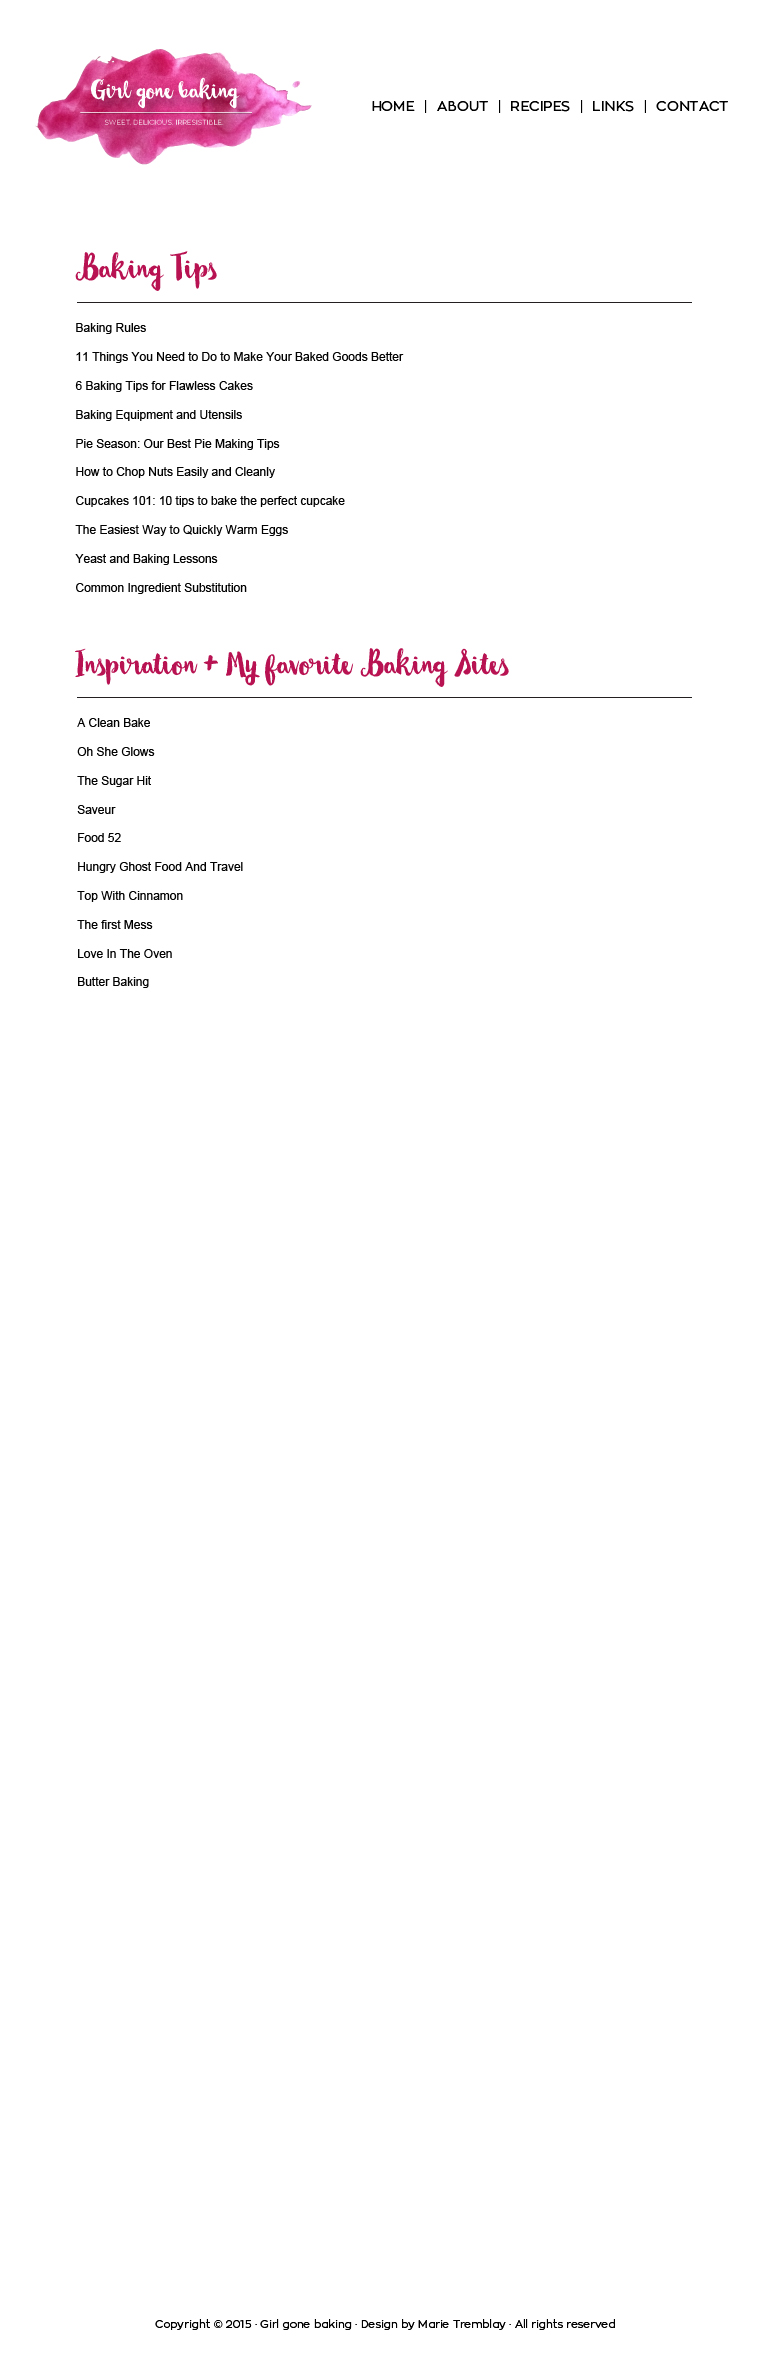 Girl gone baking
SWEET. DELICIOUS. IRRESISTIBLE.
HOME | ABOUT | RECIPES | LINKS | CONTACT
Baking Tips
Baking Rules
11 Things You Need to Do to Make Your Baked Goods Better
6 Baking Tips for Flawless Cakes
Baking Equipment and Utensils
Pie Season: Our Best Pie Making Tips
How to Chop Nuts Easily and Cleanly
Cupcakes 101: 10 tips to bake the perfect cupcake
The Easiest Way to Quickly Warm Eggs
Yeast and Baking Lessons
Common Ingredient Substitution
Inspiration + My favorite Baking Sites
A Clean Bake
Oh She Glows
The Sugar Hit
Saveur
Food 52
Hungry Ghost Food And Travel
Top With Cinnamon
The first Mess
Love In The Oven
Butter Baking
Copyright © 2015 · Girl gone baking · Design by Marie Tremblay · All rights reserved